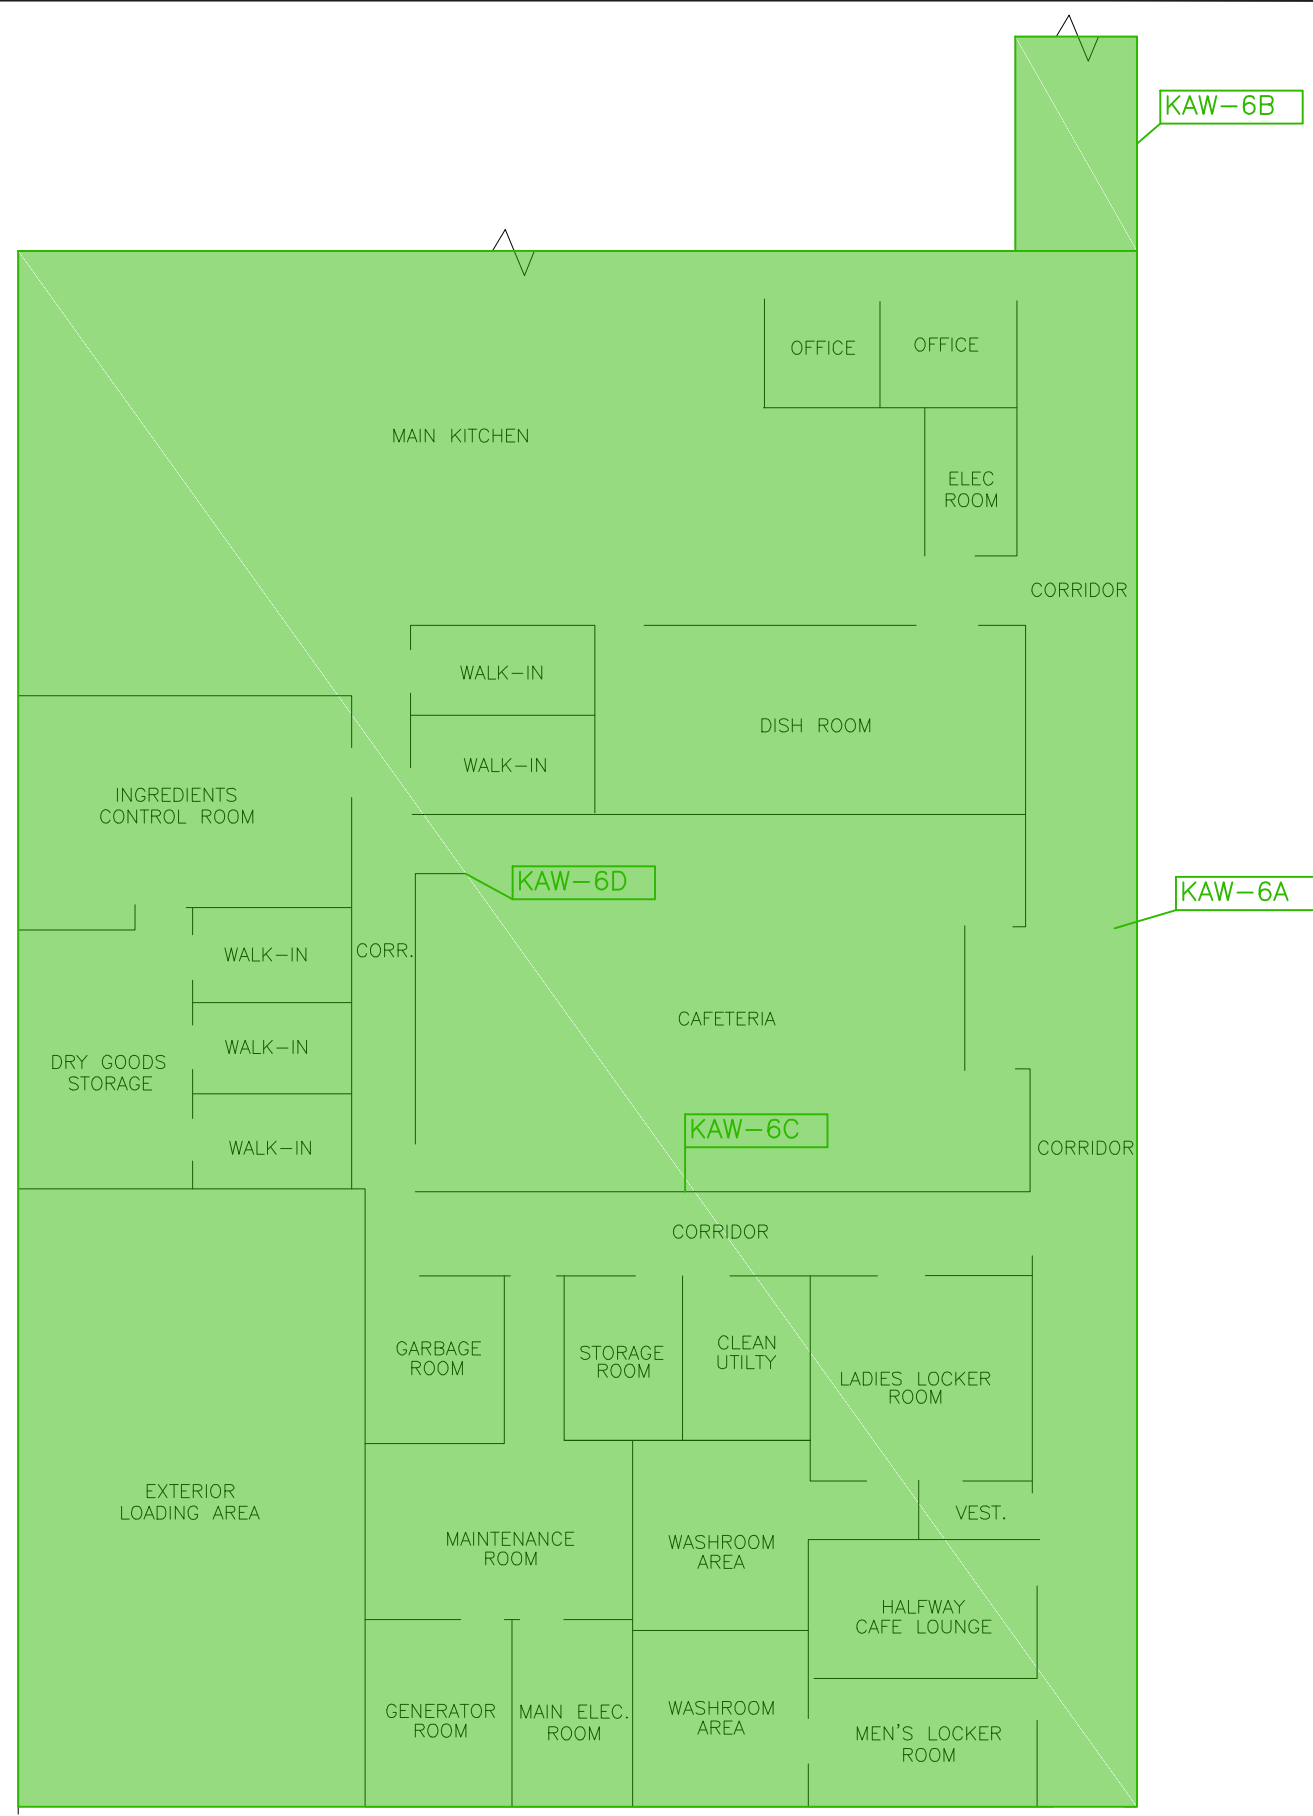 KAW-6B
OFFICE
OFFICE
MAIN KITCHEN
ELEC
ROOM
CORRIDOR
WALK-IN
DISH ROOM
WALK-IN
INGREDIENTS
CONTROL ROOM
KAW-6D
KAW-6A
WALK-IN
CORR.
CAFETERIA
WALK-IN
DRY GOODS
STORAGE
KAW-6C
WALK-IN
CORRIDOR
CORRIDOR
GARBAGE
ROOM
STORAGE
ROOM
CLEAN
UTILTY
LADIES LOCKER
ROOM
EXTERIOR
LOADING AREA
VEST.
MAINTENANCE
ROOM
WASHROOM
AREA
HALFWAY
CAFE LOUNGE
GENERATOR
ROOM
MAIN ELEC.
ROOM
WASHROOM
AREA
MEN'S LOCKER
ROOM